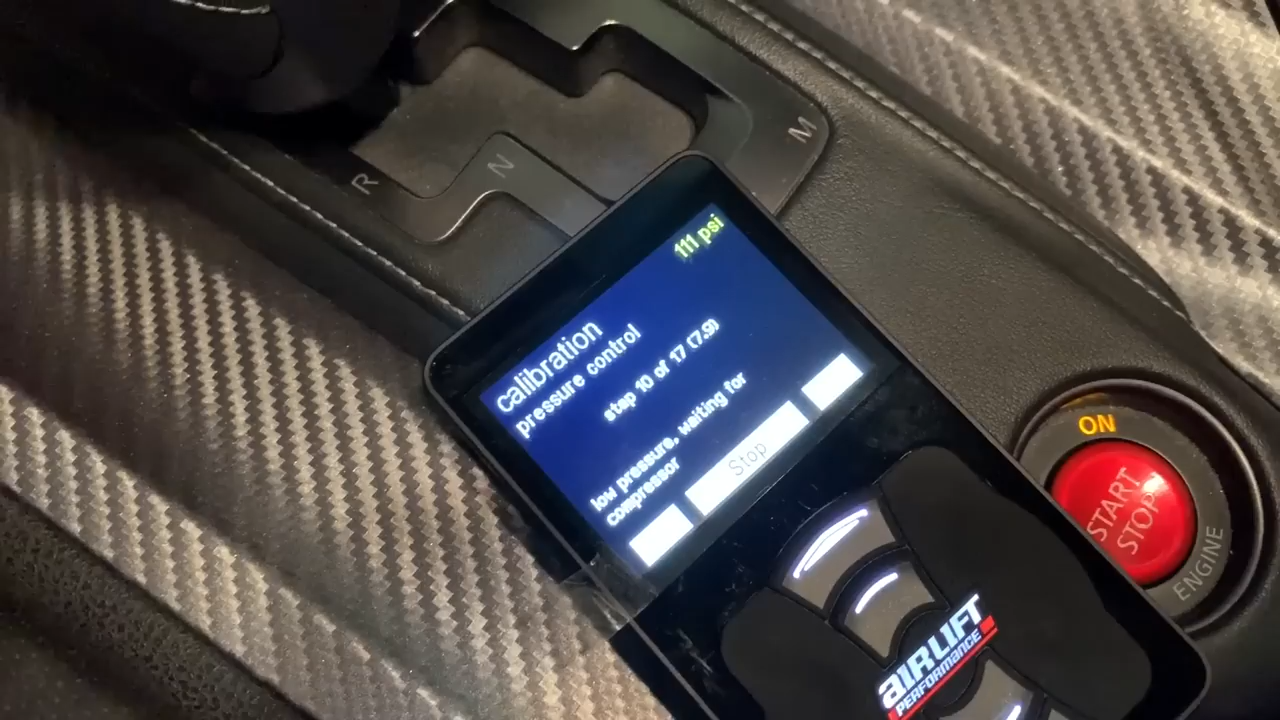 R
N
M
111 psi
calibration
pressure control
step 10 of 17 (7.9)
low pressure, waiting for
compressor
Stop
ON
START
STOP
ENGINE
AIRLIFT
PERFORMANCE